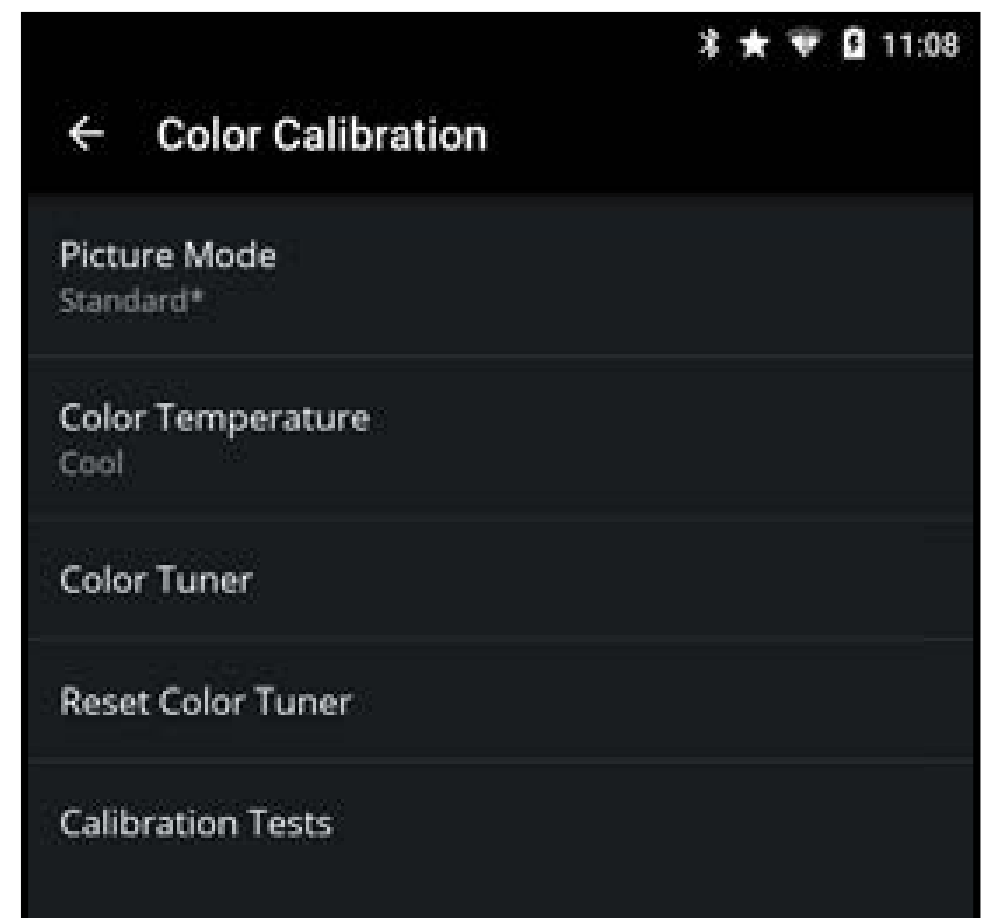 11:08
Color Calibration
Picture Mode
Standard*
Color Temperature
Cool
Color Tuner
Reset Color Tuner
Calibration Tests